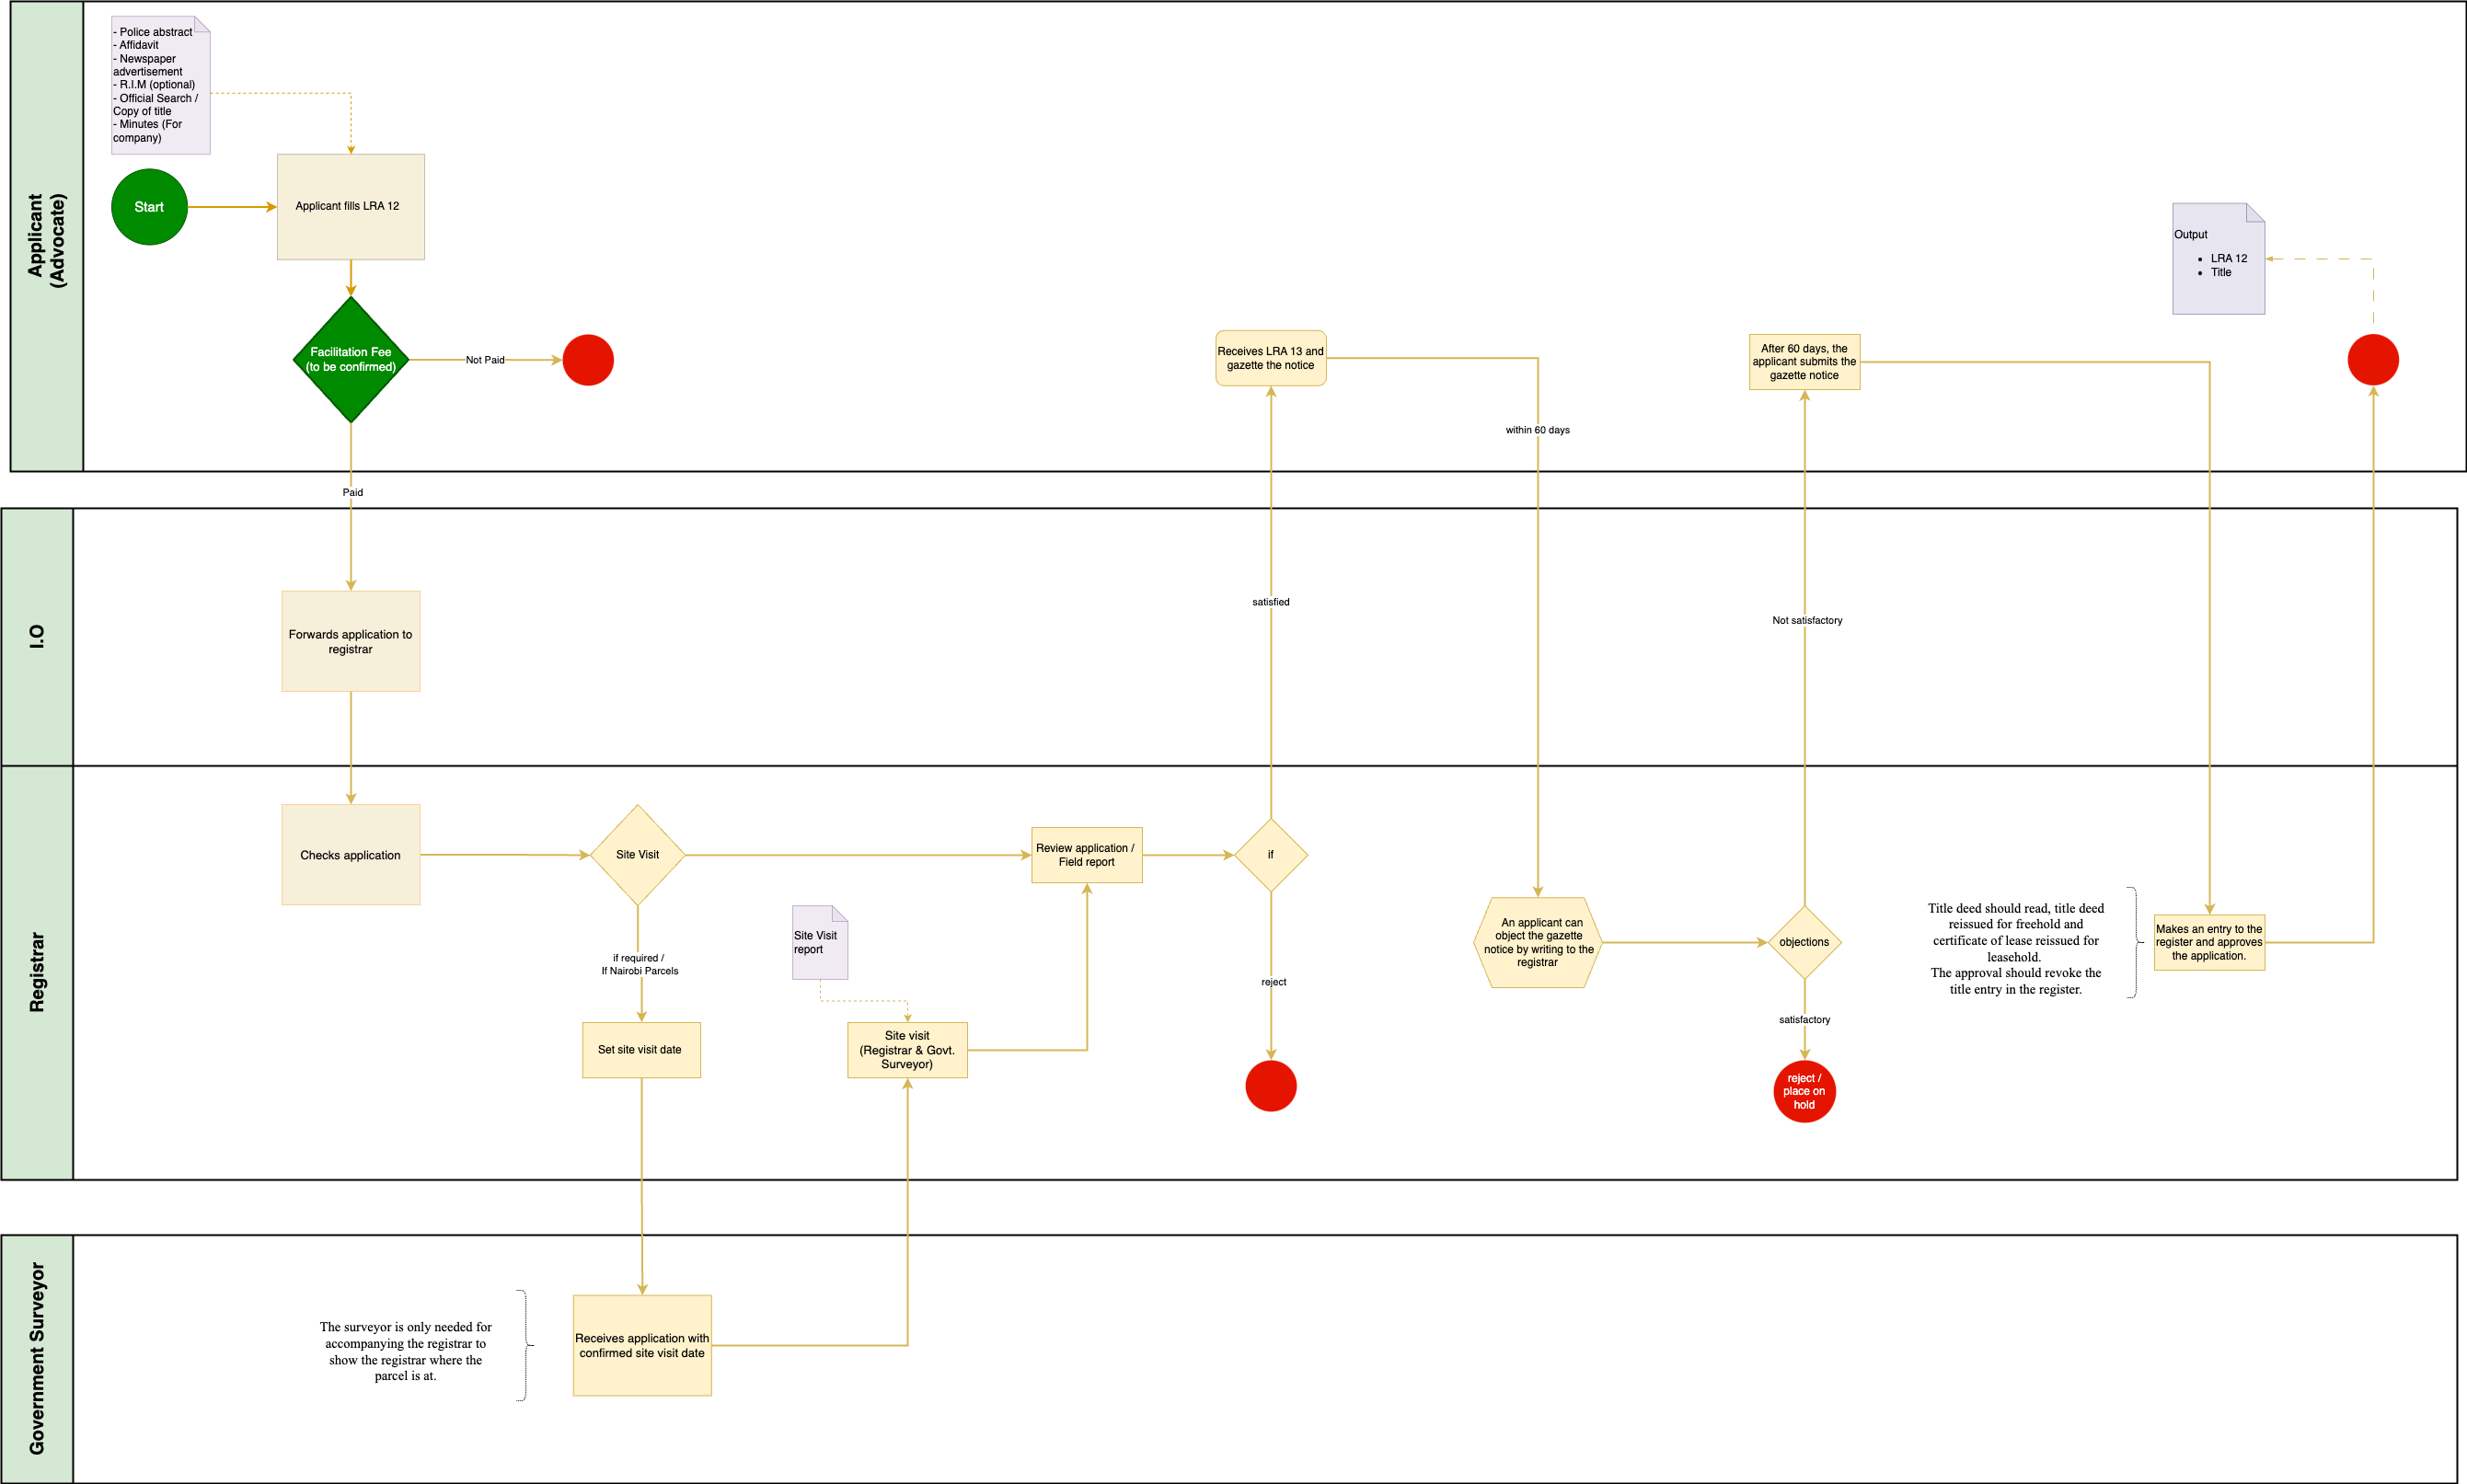 Applicant
(Advocate)
- Police abstract
- Affidavit
- Newspaper
advertisement
- R.I.M (optional)
- Official Search /
Copy of title
- Minutes (For
company)
Start
Applicant fills LRA 12
Facilitation Fee
(to be confirmed)
Not Paid
Paid
Receives LRA 13 and
gazette the notice
within 60 days
After 60 days, the
applicant submits the
gazette notice
Output
• LRA 12
• Title
I.O
Forwards application to
registrar
satisfied
Not satisfactory
Registrar
Checks application
Site Visit
if required /
If Nairobi Parcels
Set site visit date
Site Visit
report
Site visit
(Registrar & Govt.
Surveyor)
Review application /
Field report
if
reject
An applicant can
object the gazette
notice by writing to the
registrar
objections
satisfactory
reject /
place on
hold
Title deed should read, title deed
reissued for freehold and
certificate of lease reissued for
leasehold.
The approval should revoke the
title entry in the register.
Makes an entry to the
register and approves
the application.
Government Surveyor
The surveyor is only needed for
accompanying the registrar to
show the registrar where the
parcel is at.
Receives application with
confirmed site visit date